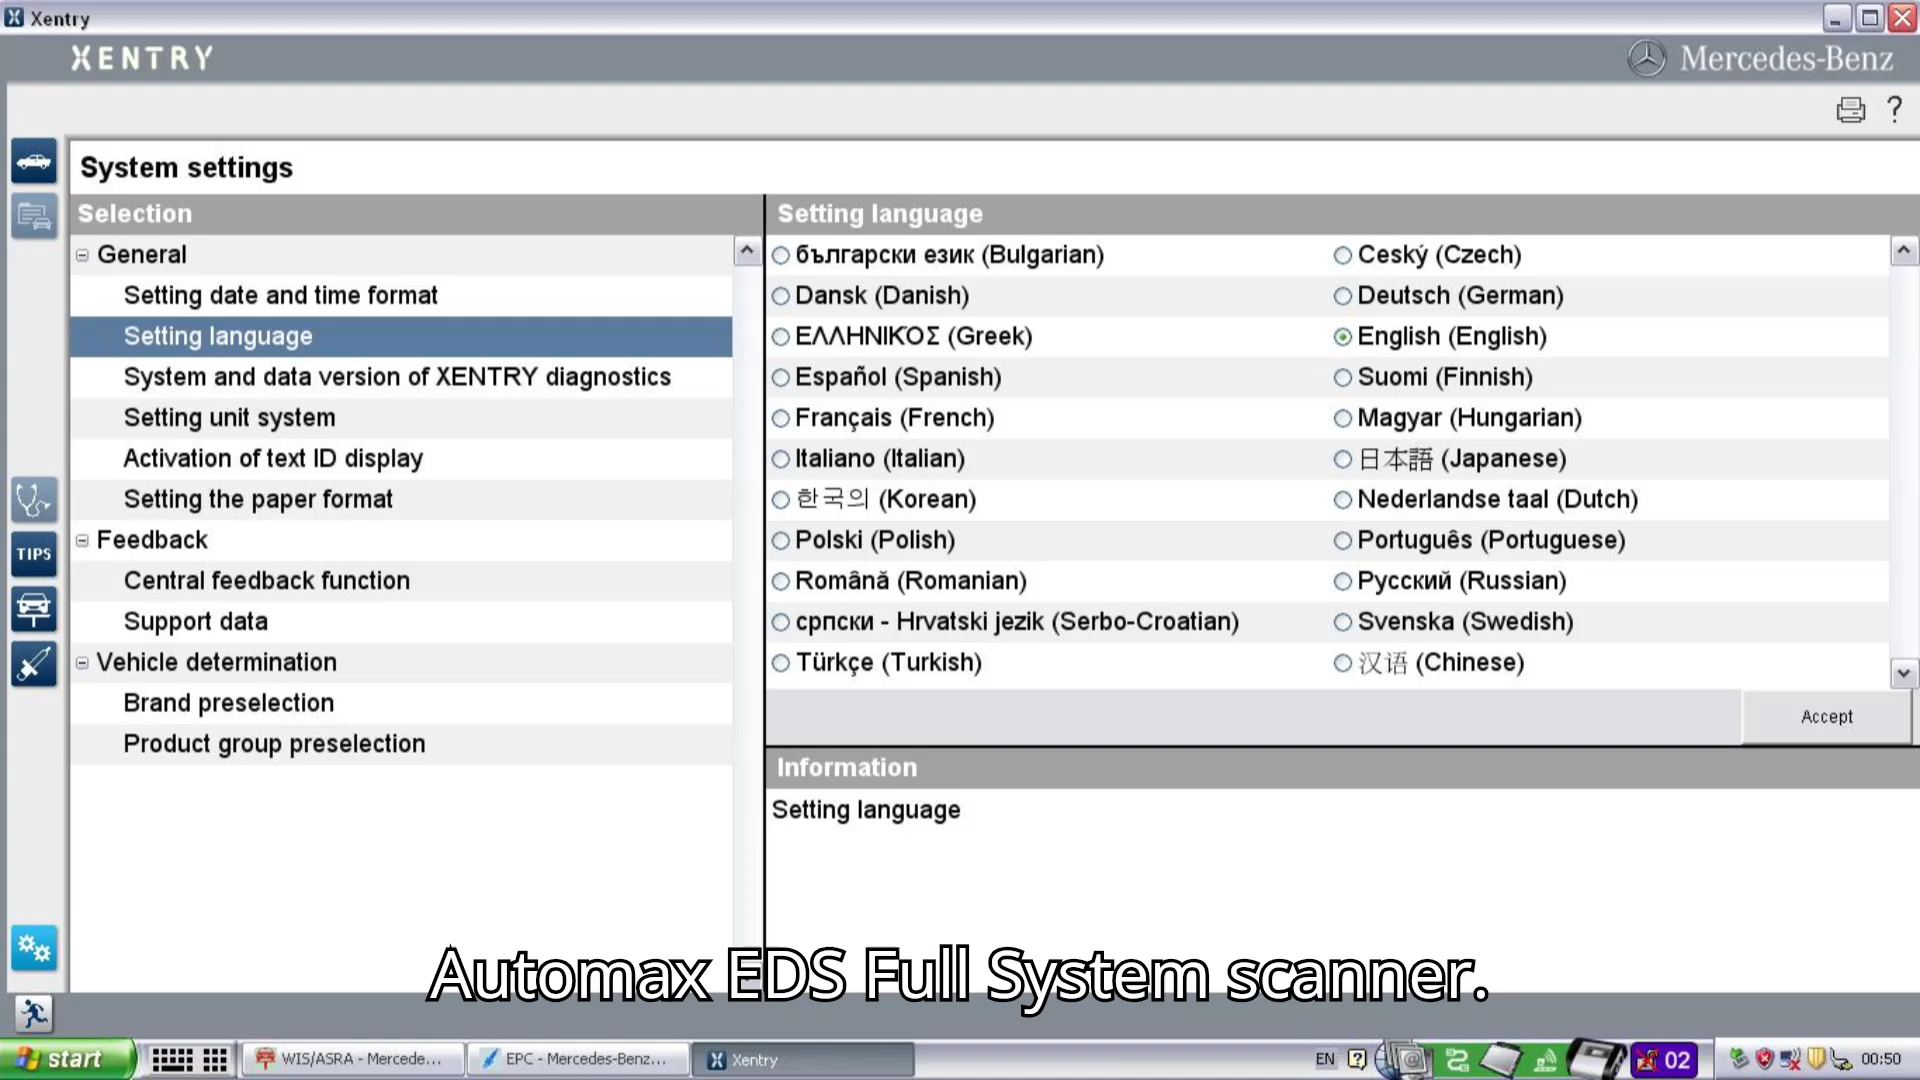 Xentry
XENTRY
Mercedes-Benz
?
System settings
Selection
General
Setting date and time format
Setting language
System and data version of XENTRY diagnostics
Setting unit system
Activation of text ID display
Setting the paper format
Feedback
Central feedback function
Support data
Vehicle determination
Brand preselection
Product group preselection
TIPS
Setting language
български език (Bulgarian) Ceský (Czech)
Dansk (Danish) Deutsch (German)
ΕΛΛΗΝΙΚΌΣ (Greek) English (English)
Español (Spanish) Suomi (Finnish)
Français (French) Magyar (Hungarian)
Italiano (Italian) 日本語 (Japanese)
한국의 (Korean) Nederlandse taal (Dutch)
Polski (Polish) Português (Portuguese)
Română (Romanian) Русский (Russian)
српски - Hrvatski jezik (Serbo-Croatian) Svenska (Swedish)
Türkçe (Turkish) 汉语 (Chinese)
Accept
Information
Setting language
Automax EDS Full System scanner.
start WIS/ASRA - Mercede... EPC - Mercedes-Benz... Xentry EN ? @ 02 00:50